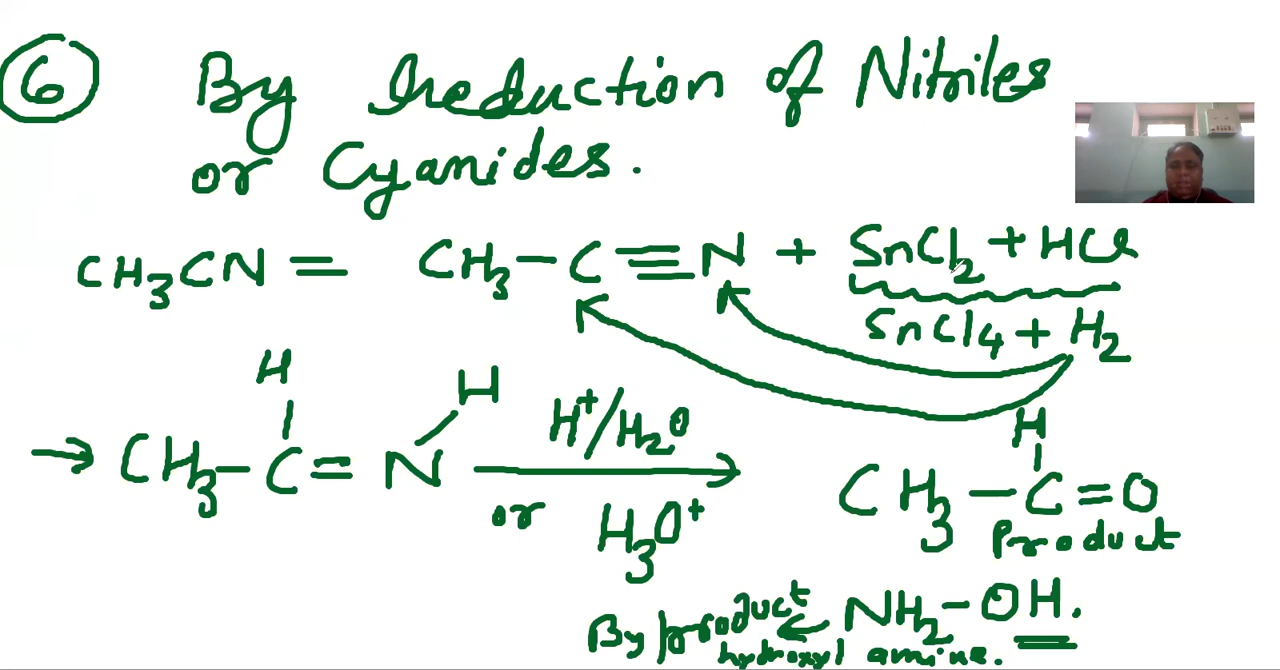 6 By reduction of Nitriles
or Cyanides.
CH₃CN = CH₃-C≡N + SnCl₂ + HCl
SnCl₄ + H₂
H
H
→ CH₃-C=N
H⁺/H₂O
or H₃O⁺
H
CH₃-C=O
Product
By product ← NH₂-OH.
hydroxyl amine.